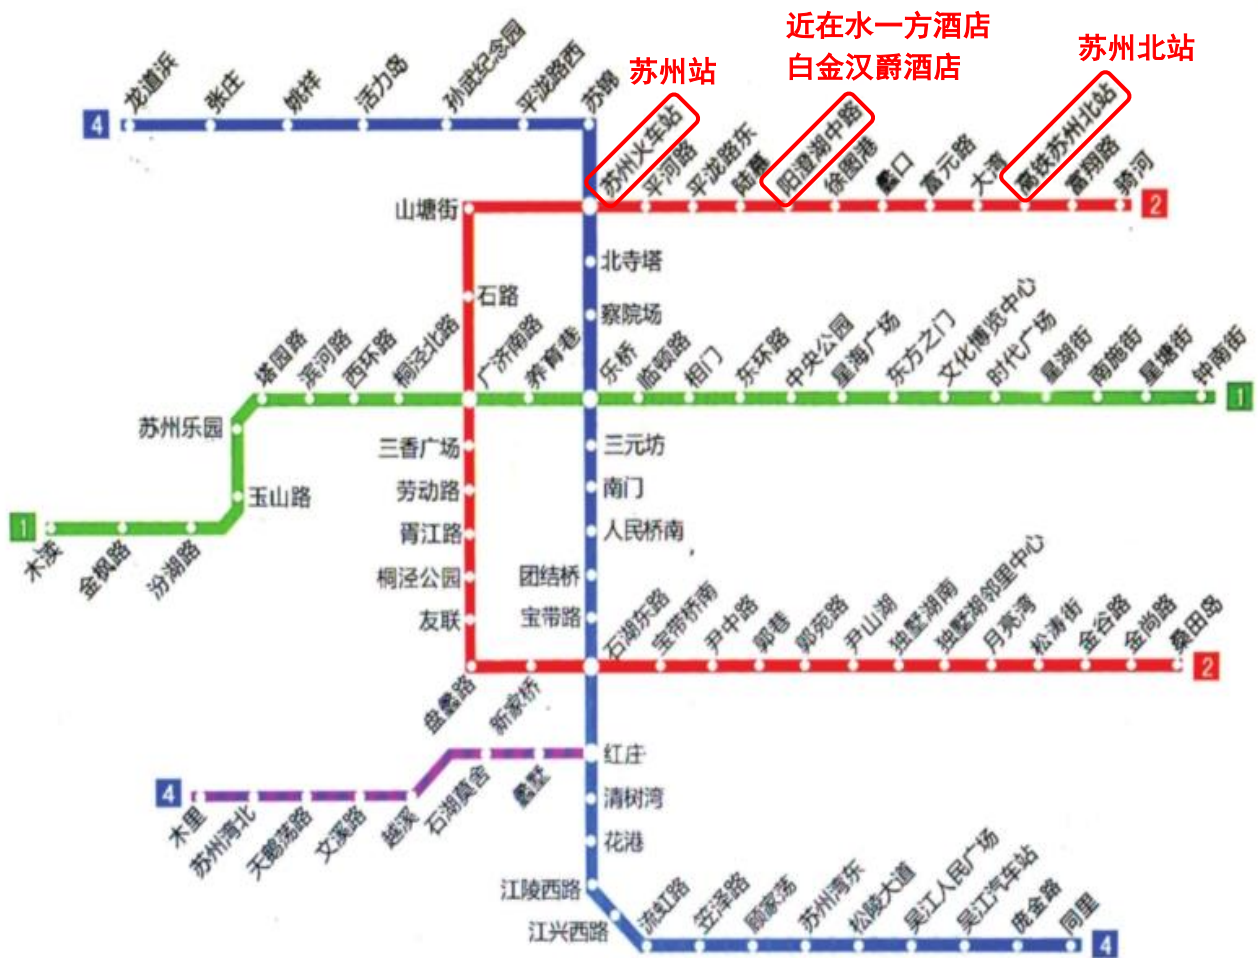 近在水一方酒店
白金汉爵酒店
苏州站
苏州北站
4
龙道浜
张庄
姚祥
活力岛
孙武纪念园
平泷路西
苏锦
苏州火车站
平河路
平泷路东
陆慕
阳澄湖中路
徐图港
蠡口
富元路
大湾
高铁苏州北站
富翔路
骑河
2
山塘街
石路
北寺塔
察院场
塔园路
滨河路
西环路
桐泾北路
广济南路
养育巷
乐桥
临顿路
相门
东环路
中央公园
星海广场
东方之门
文化博览中心
时代广场
星湖街
南施街
星塘街
钟南街
1
苏州乐园
玉山路
1
木渎
金枫路
汾湖路
三香广场
劳动路
胥江路
桐泾公园
友联
盘蠡路
新家桥
三元坊
南门
人民桥南
团结桥
宝带路
石湖东路
宝带桥南
尹中路
郭巷
郭苑路
尹山湖
独墅湖南
独墅湖邻里中心
月亮湾
松涛街
金谷路
金尚路
桑田岛
2
红庄
4
木里
苏州湾北
天鹅荡路
文溪路
越溪
石湖莫舍
蠡墅
清树湾
花港
江陵西路
江兴西路
流虹路
笠泽路
顾家荡
苏州湾东
松陵大道
吴江人民广场
吴江汽车站
庞金路
同里
4